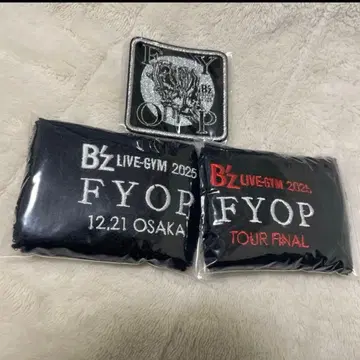 F Y
B'z
O P
B'z LIVE-GYM 2025
FYOP
12.21 OSAKA
B'z LIVE-GYM 2025
FYOP
TOUR FINAL